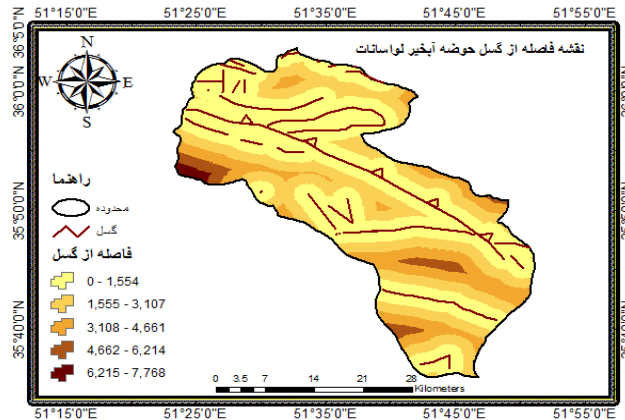 51°15'0"E 51°25'0"E 51°35'0"E 51°45'0"E 51°55'0"E
نقشه فاصله از گسل حوضه آبخیر لواسانات
N
W E
S
36°5'0"N
36°0'0"N
35°50'0"N
35°40'0"N
راهنما
محدوده
گسل
فاصله از گسل
0 - 1,554
1,555 - 3,107
3,108 - 4,661
4,662 - 6,214
6,215 - 7,768
0 3.5 7 14 21 28
Kilometers
51°15'0"E 51°25'0"E 51°35'0"E 51°45'0"E 51°55'0"E